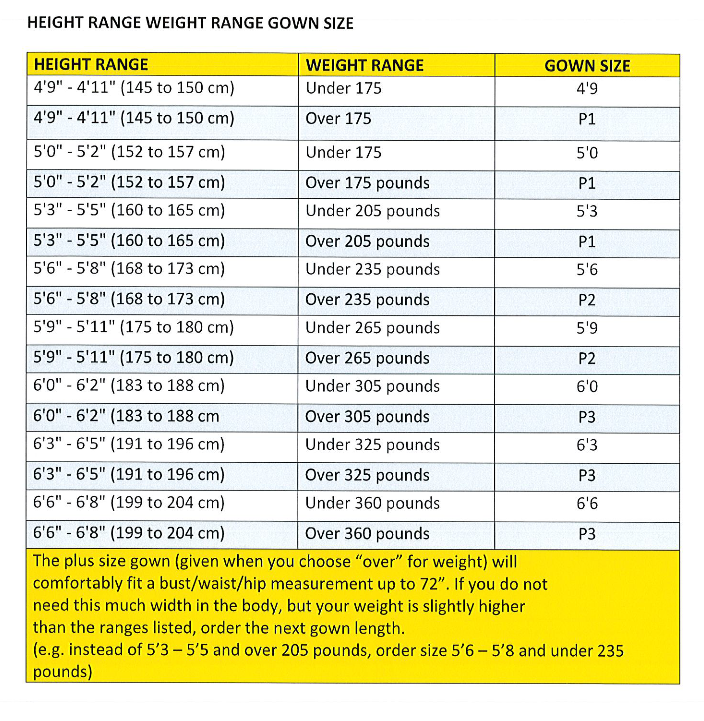 HEIGHT RANGE WEIGHT RANGE GOWN SIZE
HEIGHT RANGE WEIGHT RANGE GOWN SIZE
4'9" - 4'11" (145 to 150 cm) Under 175 4'9
4'9" - 4'11" (145 to 150 cm) Over 175 P1
5'0" - 5'2" (152 to 157 cm) Under 175 5'0
5'0" - 5'2" (152 to 157 cm) Over 175 pounds P1
5'3" - 5'5" (160 to 165 cm) Under 205 pounds 5'3
5'3" - 5'5" (160 to 165 cm) Over 205 pounds P1
5'6" - 5'8" (168 to 173 cm) Under 235 pounds 5'6
5'6" - 5'8" (168 to 173 cm) Over 235 pounds P2
5'9" - 5'11" (175 to 180 cm) Under 265 pounds 5'9
5'9" - 5'11" (175 to 180 cm) Over 265 pounds P2
6'0" - 6'2" (183 to 188 cm) Under 305 pounds 6'0
6'0" - 6'2" (183 to 188 cm Over 305 pounds P3
6'3" - 6'5" (191 to 196 cm) Under 325 pounds 6'3
6'3" - 6'5" (191 to 196 cm) Over 325 pounds P3
6'6" - 6'8" (199 to 204 cm) Under 360 pounds 6'6
6'6" - 6'8" (199 to 204 cm) Over 360 pounds P3
The plus size gown (given when you choose “over” for weight) will
comfortably fit a bust/waist/hip measurement up to 72”. If you do not
need this much width in the body, but your weight is slightly higher
than the ranges listed, order the next gown length.
(e.g. instead of 5’3 – 5’5 and over 205 pounds, order size 5’6 – 5’8 and under 235
pounds)